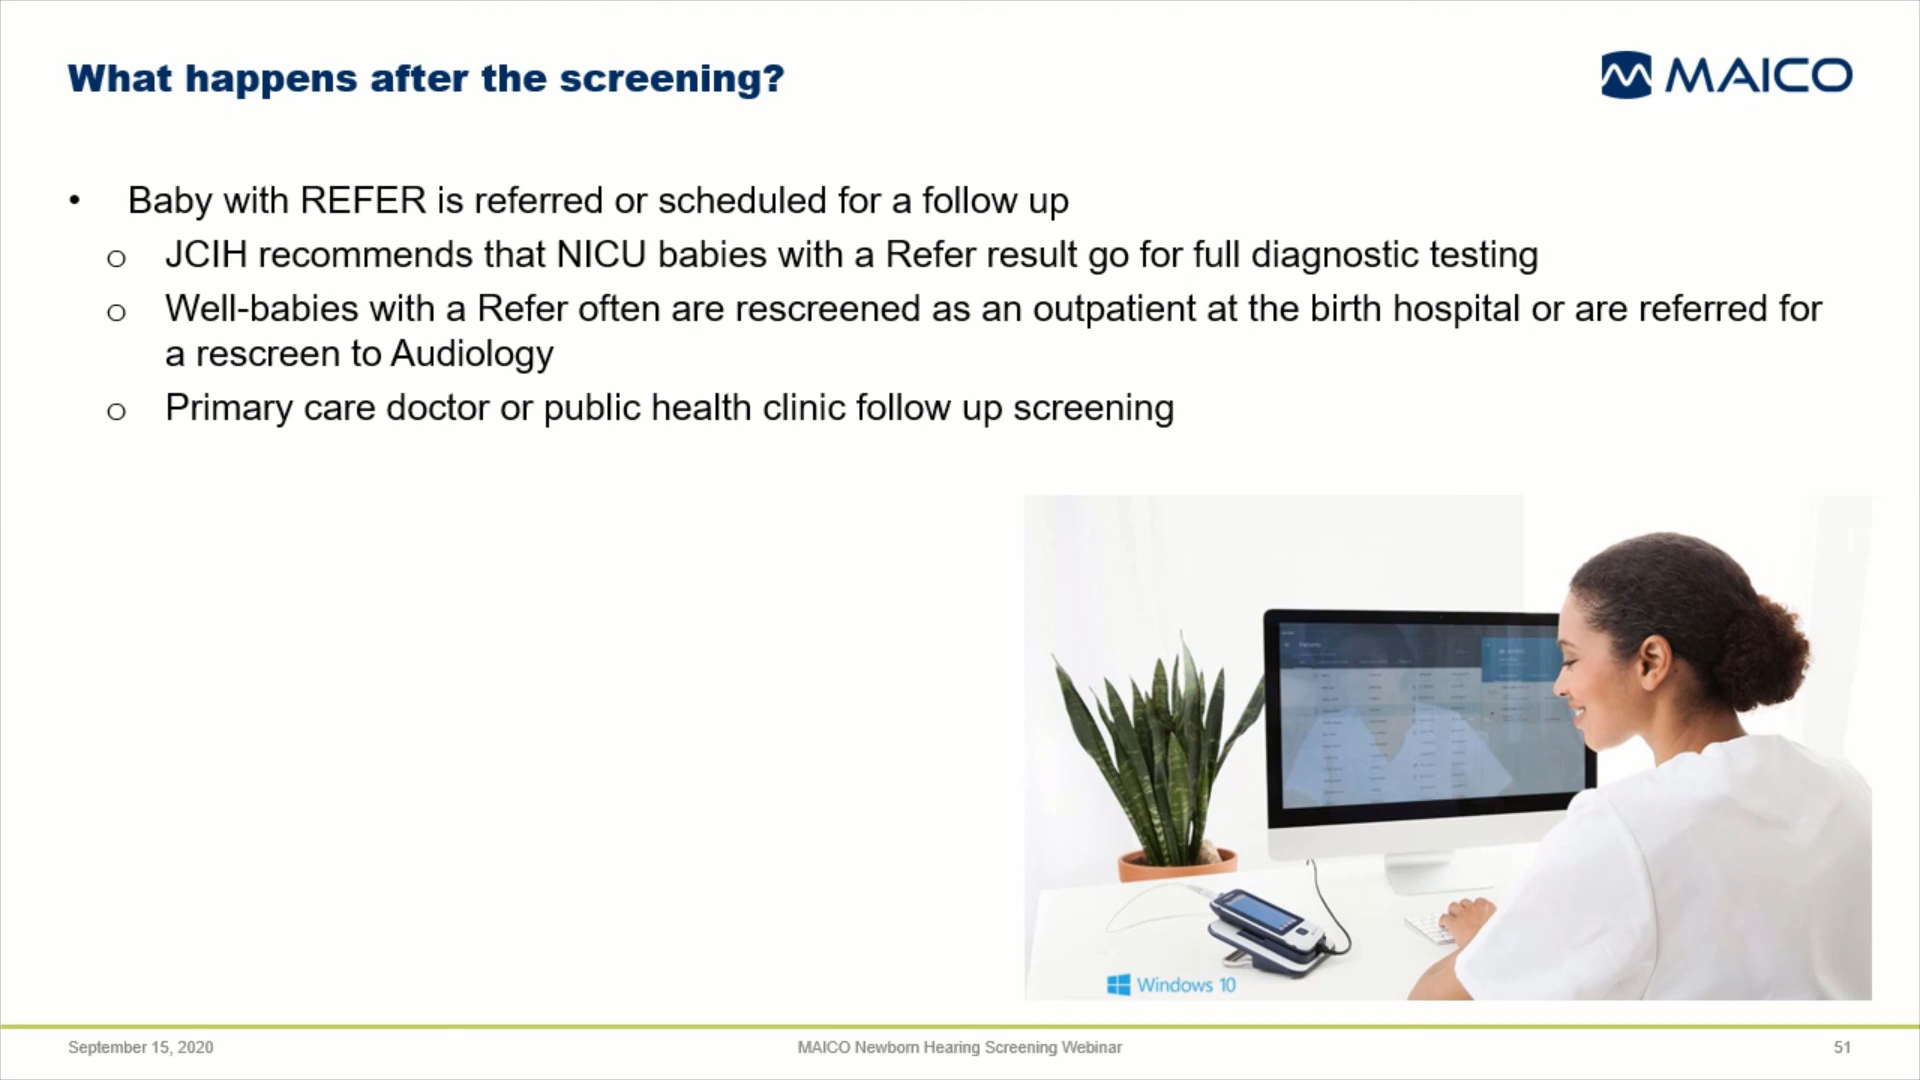 What happens after the screening?
MAICO
• Baby with REFER is referred or scheduled for a follow up
o JCIH recommends that NICU babies with a Refer result go for full diagnostic testing
o Well-babies with a Refer often are rescreened as an outpatient at the birth hospital or are referred for
a rescreen to Audiology
o Primary care doctor or public health clinic follow up screening
Patients
Windows 10
September 15, 2020
MAICO Newborn Hearing Screening Webinar
51